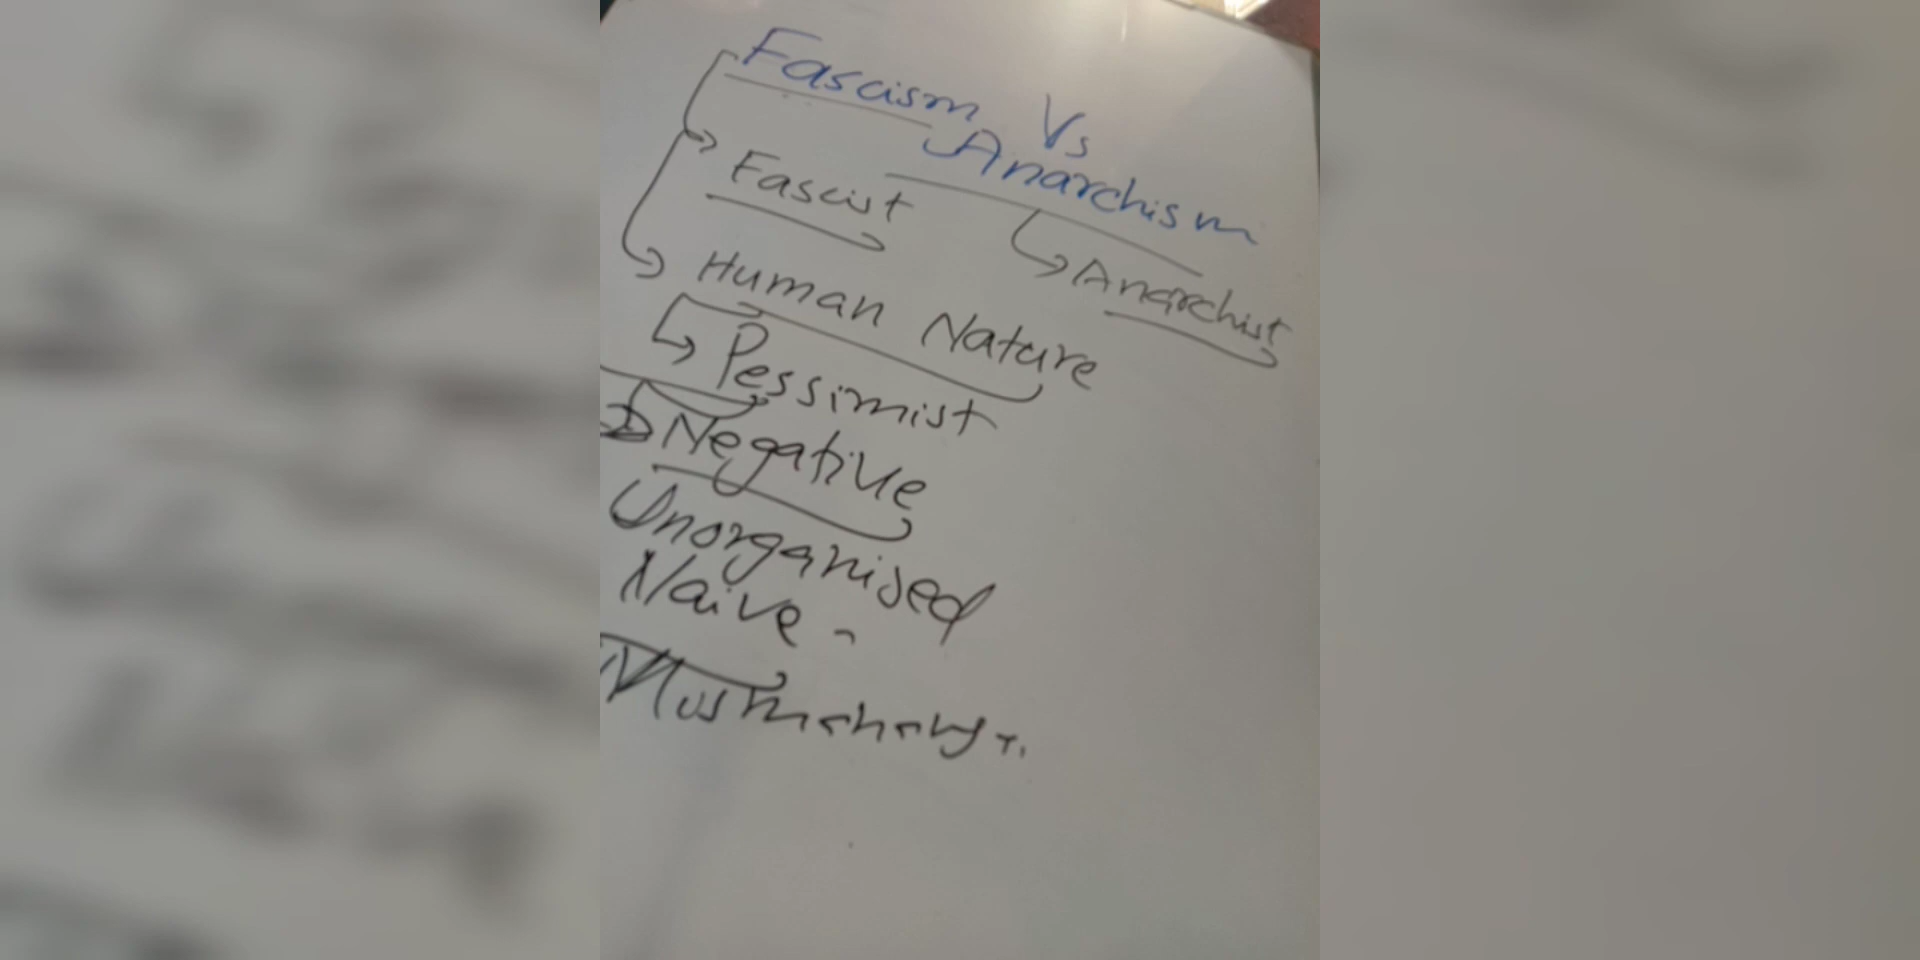 Fascism Vs
Anarchism
Fascist
Anarchist
Human Nature
Pessimist
Negative
Unorganised
Naive -